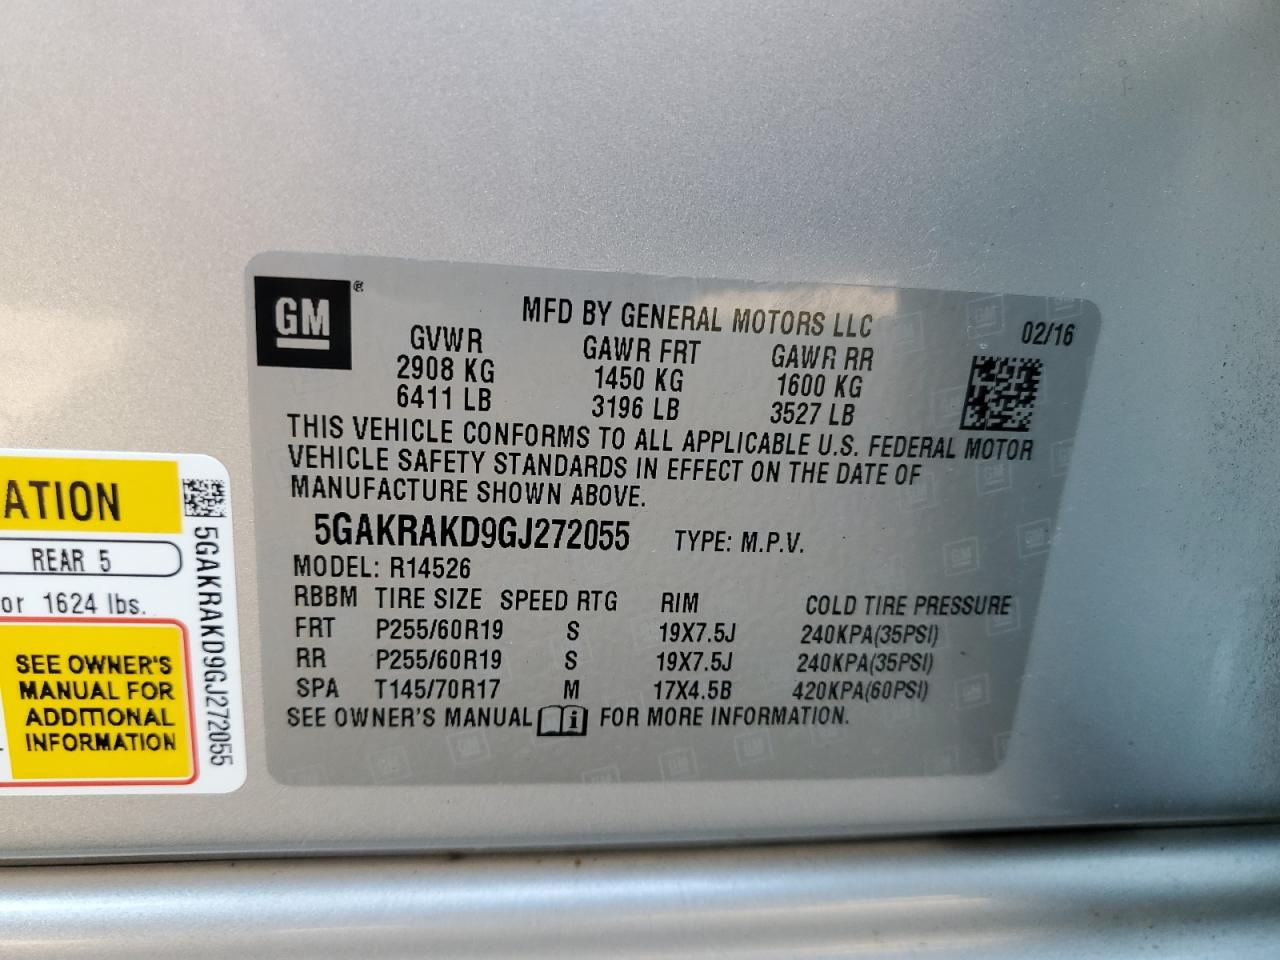 GM ®
MFD BY GENERAL MOTORS LLC 02/16
GVWR GAWR FRT GAWR RR
2908 KG 1450 KG 1600 KG
6411 LB 3196 LB 3527 LB
THIS VEHICLE CONFORMS TO ALL APPLICABLE U.S. FEDERAL MOTOR
VEHICLE SAFETY STANDARDS IN EFFECT ON THE DATE OF
MANUFACTURE SHOWN ABOVE.
5GAKRAKD9GJ272055 TYPE: M.P.V.
MODEL: R14526
RBBM TIRE SIZE SPEED RTG RIM COLD TIRE PRESSURE
FRT P255/60R19 S 19X7.5J 240KPA(35PSI)
RR P255/60R19 S 19X7.5J 240KPA(35PSI)
SPA T145/70R17 M 17X4.5B 420KPA(60PSI)
SEE OWNER'S MANUAL FOR MORE INFORMATION.
ATION
REAR 5
or 1624 lbs.
SEE OWNER'S
MANUAL FOR
ADDITIONAL
INFORMATION
5GAKRAKD9GJ272055